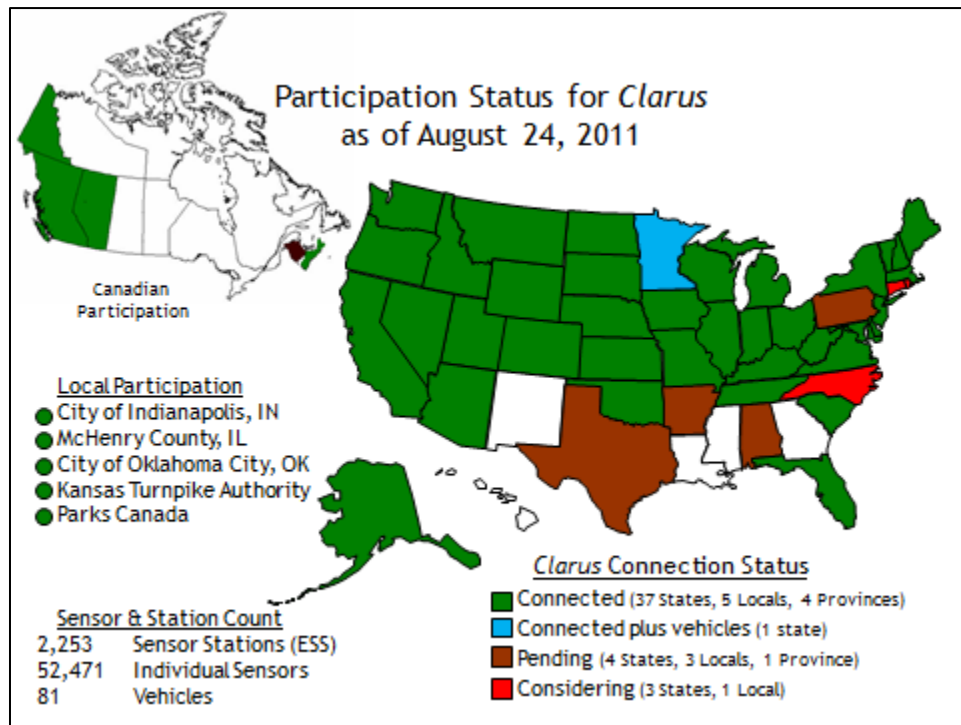 Participation Status for Clarus
as of August 24, 2011
Canadian
Participation
Local Participation
City of Indianapolis, IN
McHenry County, IL
City of Oklahoma City, OK
Kansas Turnpike Authority
Parks Canada
Sensor & Station Count
2,253 Sensor Stations (ESS)
52,471 Individual Sensors
81 Vehicles
Clarus Connection Status
Connected (37 States, 5 Locals, 4 Provinces)
Connected plus vehicles (1 state)
Pending (4 States, 3 Locals, 1 Province)
Considering (3 States, 1 Local)